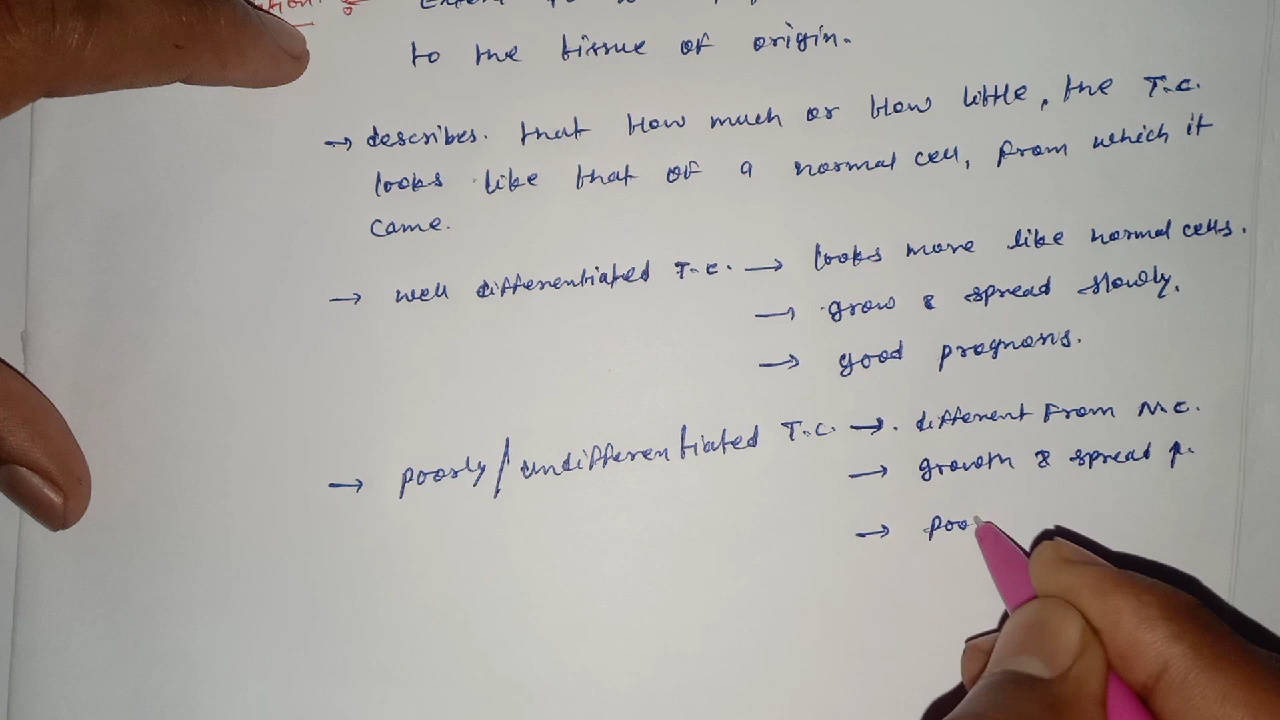 to the tissue of origin.
→ describes. that How much or How little, the T.C.
looks like that of a normal cell, from which it
came.
→ well differentiated T.C. → looks more like normal cells.
→ grow & spread slowly.
→ good prognosis.
→ poorly/undifferentiated T.C. → different From N.C.
→ growth & spread ↑.
→ poo